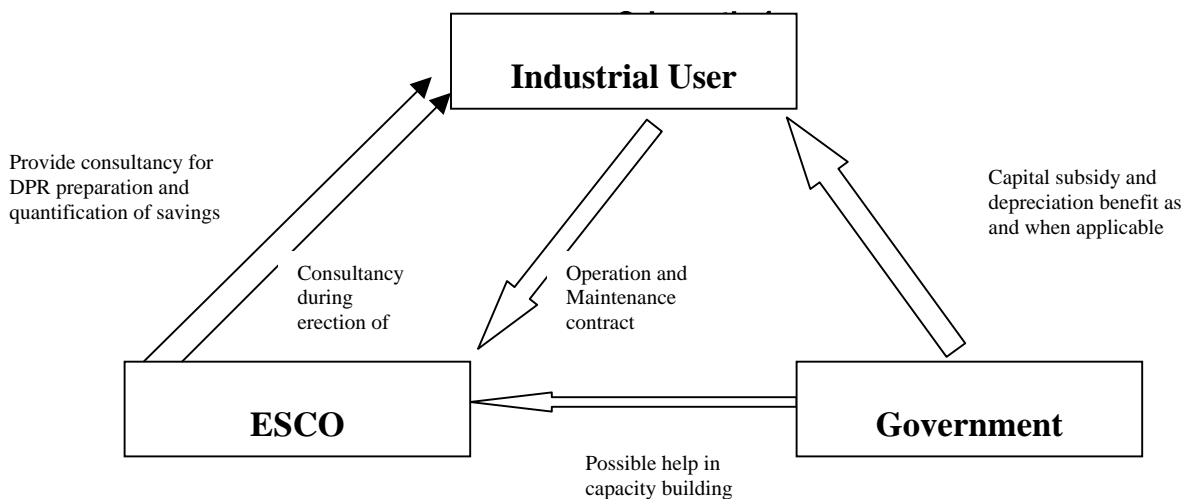 Industrial User
Provide consultancy for
DPR preparation and
quantification of savings
Capital subsidy and
depreciation benefit as
and when applicable
Consultancy
during
erection of
Operation and
Maintenance
contract
ESCO
Government
Possible help in
capacity building